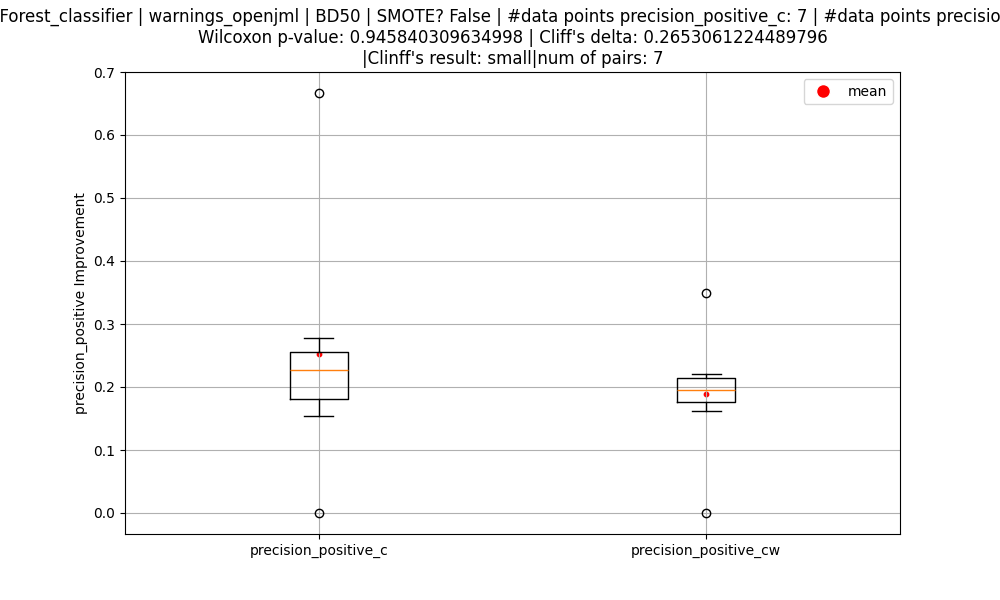 Forest_classifier | warnings_openjml | BD50 | SMOTE? False | #data points precision_positive_c: 7 | #data points precisio
Wilcoxon p-value: 0.945840309634998 | Cliff's delta: 0.2653061224489796
|Clinff's result: small|num of pairs: 7
mean
0.7
0.6
0.5
0.4
0.3
0.2
0.1
0.0
precision_positive Improvement
precision_positive_c
precision_positive_cw